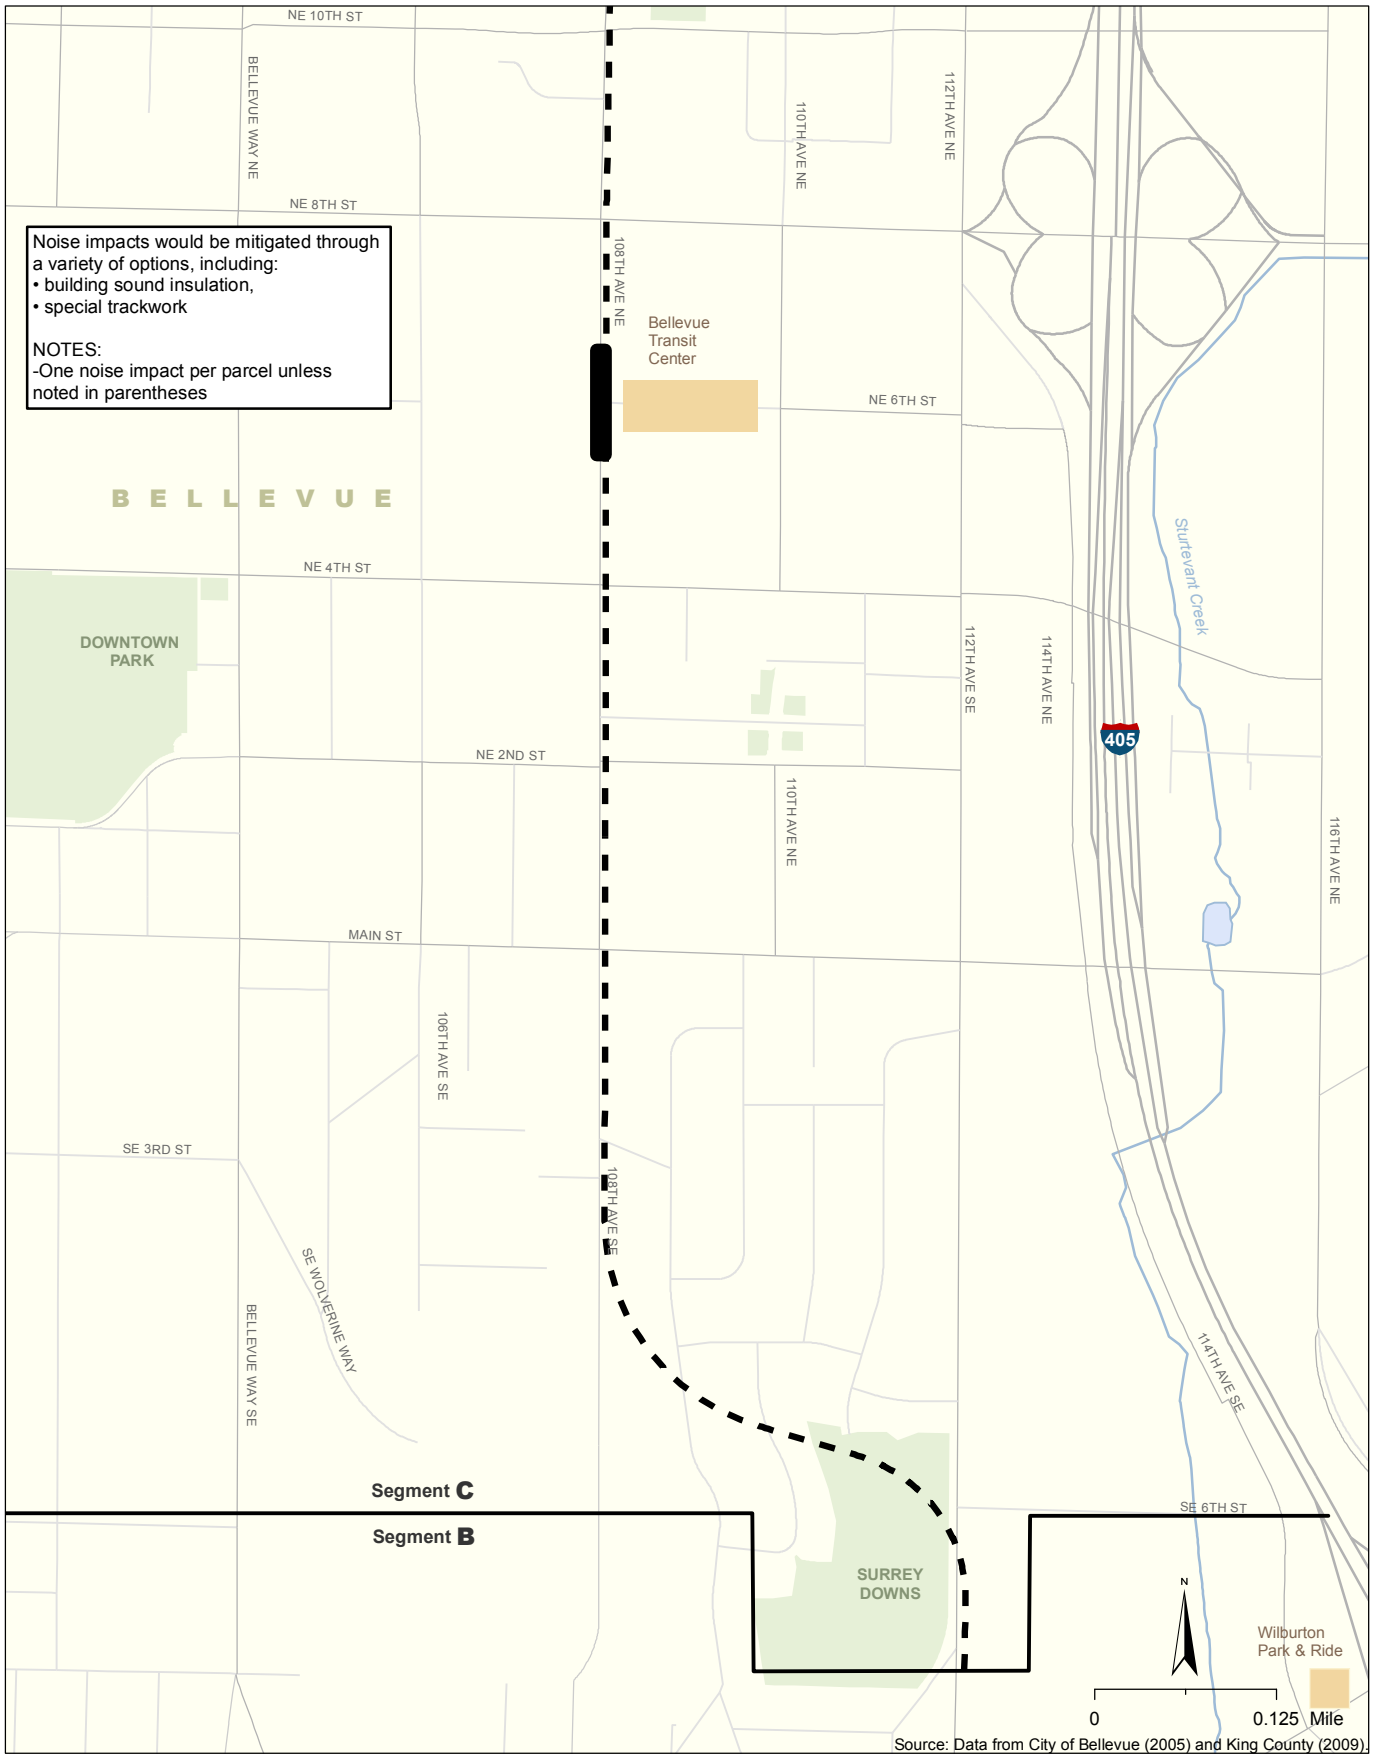 NE 10TH ST
BELLEVUE WAY NE
110TH AVE NE
112TH AVE NE
NE 8TH ST
Noise impacts would be mitigated through
a variety of options, including:
• building sound insulation,
• special trackwork
NOTES:
-One noise impact per parcel unless
noted in parentheses
108TH AVE NE
Bellevue
Transit
Center
NE 6TH ST
BELLEVUE
Sturtevant Creek
NE 4TH ST
DOWNTOWN
PARK
112TH AVE SE
114TH AVE NE
405
NE 2ND ST
110TH AVE NE
116TH AVE NE
MAIN ST
106TH AVE SE
SE 3RD ST
108TH AVE SE
SE WOLVERINE WAY
BELLEVUE WAY SE
114TH AVE SE
Segment C
Segment B
SE 6TH ST
SURREY
DOWNS
N
Wilburton
Park & Ride
0 0.125 Mile
Source: Data from City of Bellevue (2005) and King County (2009).